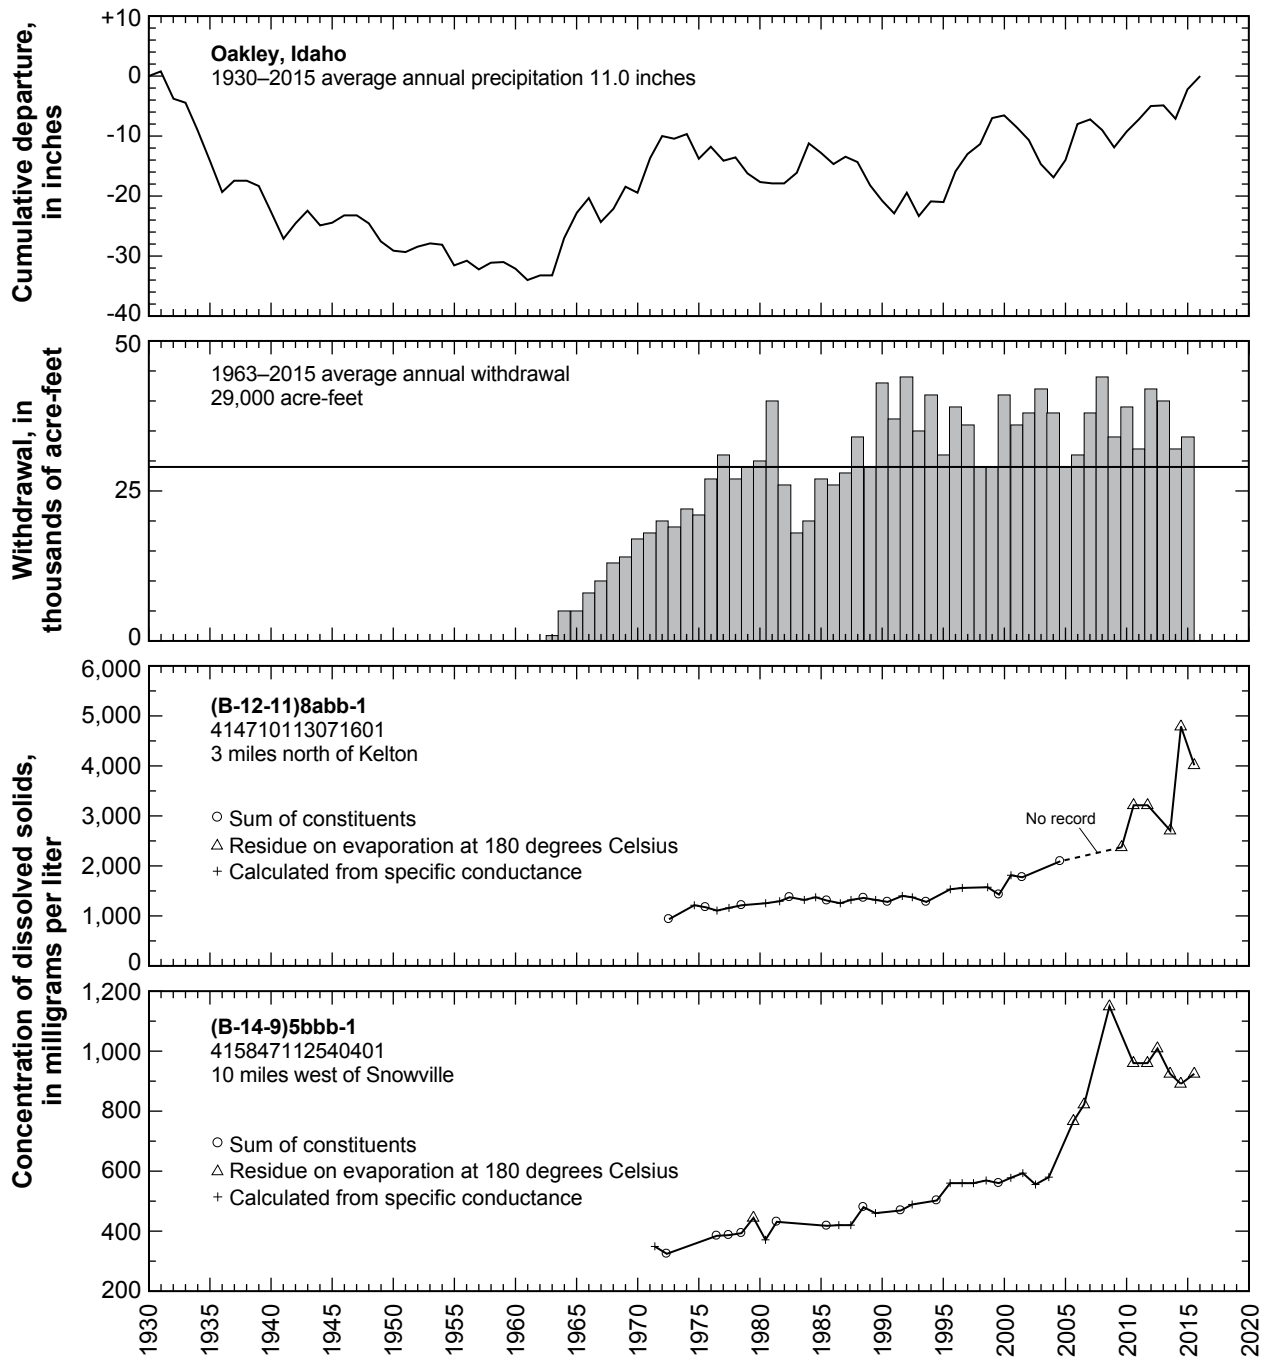 Cumulative departure,
in inches
+10
0
-10
-20
-30
-40
Oakley, Idaho
1930–2015 average annual precipitation 11.0 inches
Withdrawal, in
thousands of acre-feet
50
25
0
1963–2015 average annual withdrawal
29,000 acre-feet
Concentration of dissolved solids,
in milligrams per liter
6,000
5,000
4,000
3,000
2,000
1,000
0
(B-12-11)8abb-1
414710113071601
3 miles north of Kelton
Sum of constituents
Residue on evaporation at 180 degrees Celsius
Calculated from specific conductance
No record
1,200
1,000
800
600
400
200
(B-14-9)5bbb-1
415847112540401
10 miles west of Snowville
Sum of constituents
Residue on evaporation at 180 degrees Celsius
Calculated from specific conductance
1930
1935
1940
1945
1950
1955
1960
1965
1970
1975
1980
1985
1990
1995
2000
2005
2010
2015
2020